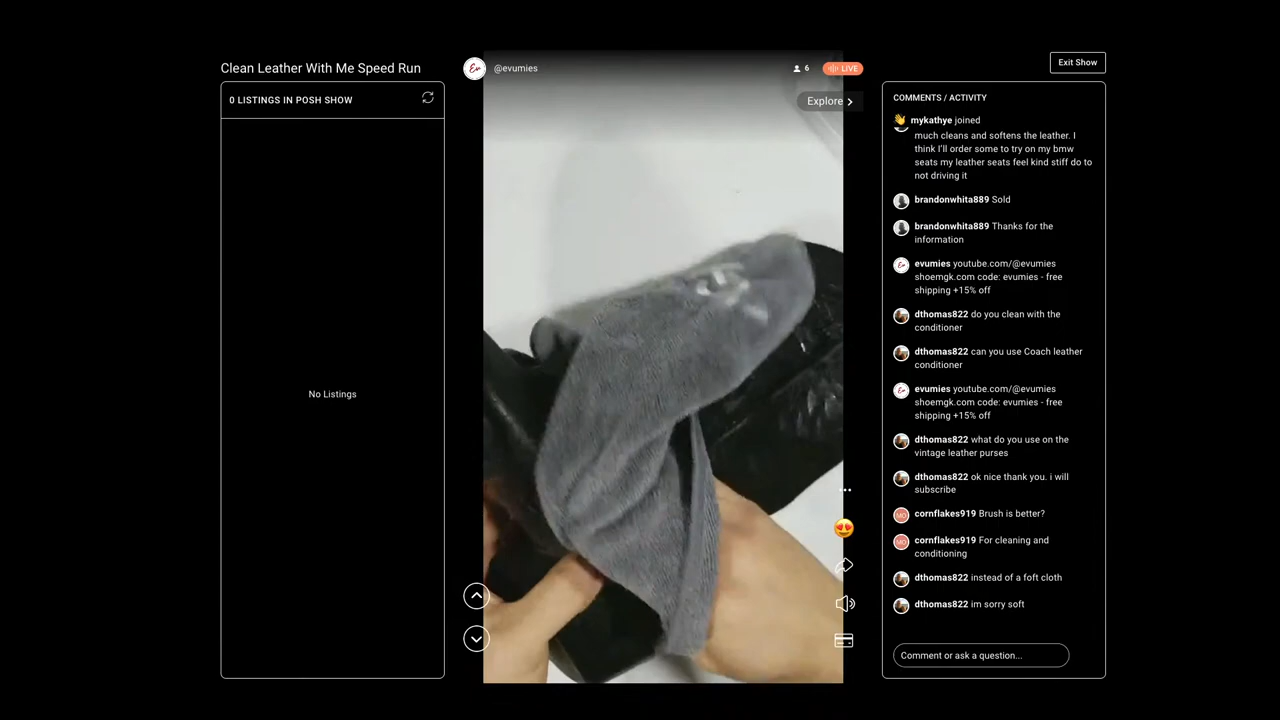 Clean Leather With Me Speed Run
0 LISTINGS IN POSH SHOW
No Listings
Ev
@evumies
6
LIVE
Explore
Exit Show
COMMENTS / ACTIVITY
mykathye joined
much cleans and softens the leather. I
think I'll order some to try on my bmw
seats my leather seats feel kind stiff do to
not driving it
brandonwhita889 Sold
brandonwhita889 Thanks for the
information
evumies youtube.com/@evumies
shoemgk.com code: evumies - free
shipping +15% off
dthomas822 do you clean with the
conditioner
dthomas822 can you use Coach leather
conditioner
evumies youtube.com/@evumies
shoemgk.com code: evumies - free
shipping +15% off
dthomas822 what do you use on the
vintage leather purses
dthomas822 ok nice thank you. i will
subscribe
MO
cornflakes919 Brush is better?
MO
cornflakes919 For cleaning and
conditioning
dthomas822 instead of a foft cloth
dthomas822 im sorry soft
Comment or ask a question...